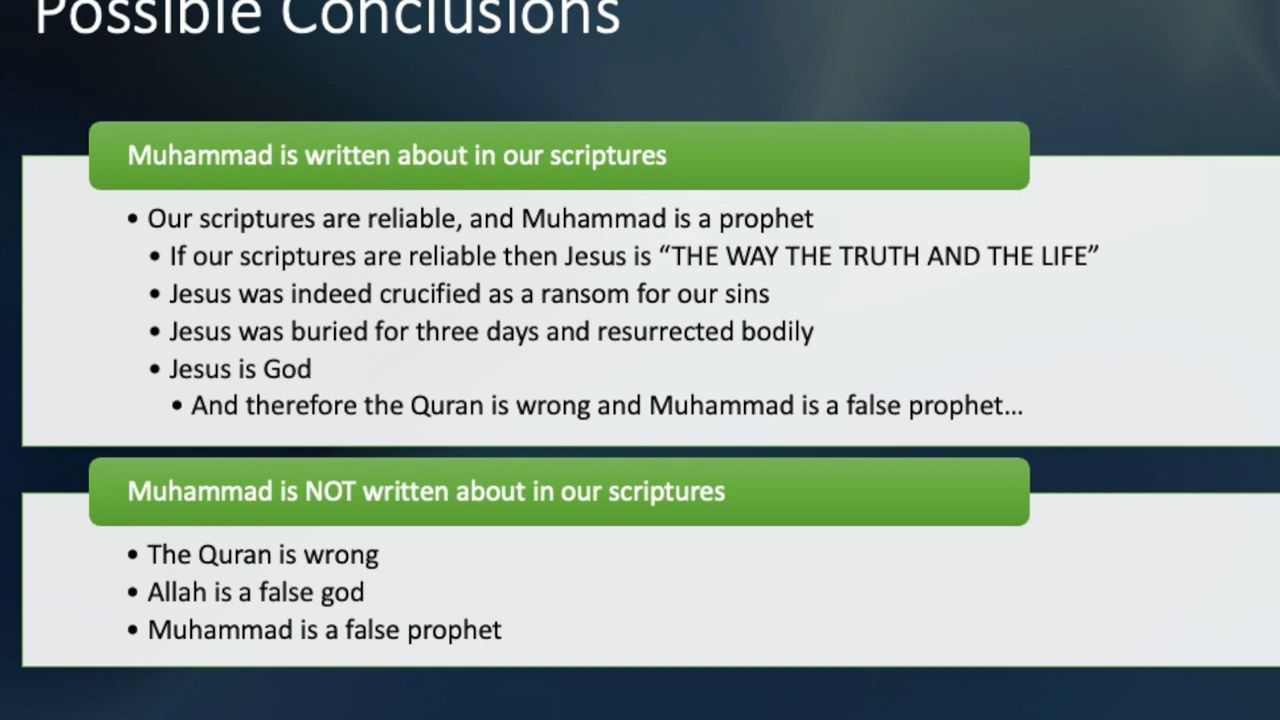 Possible Conclusions
Muhammad is written about in our scriptures
• Our scriptures are reliable, and Muhammad is a prophet
• If our scriptures are reliable then Jesus is “THE WAY THE TRUTH AND THE LIFE”
• Jesus was indeed crucified as a ransom for our sins
• Jesus was buried for three days and resurrected bodily
• Jesus is God
• And therefore the Quran is wrong and Muhammad is a false prophet...
Muhammad is NOT written about in our scriptures
• The Quran is wrong
• Allah is a false god
• Muhammad is a false prophet